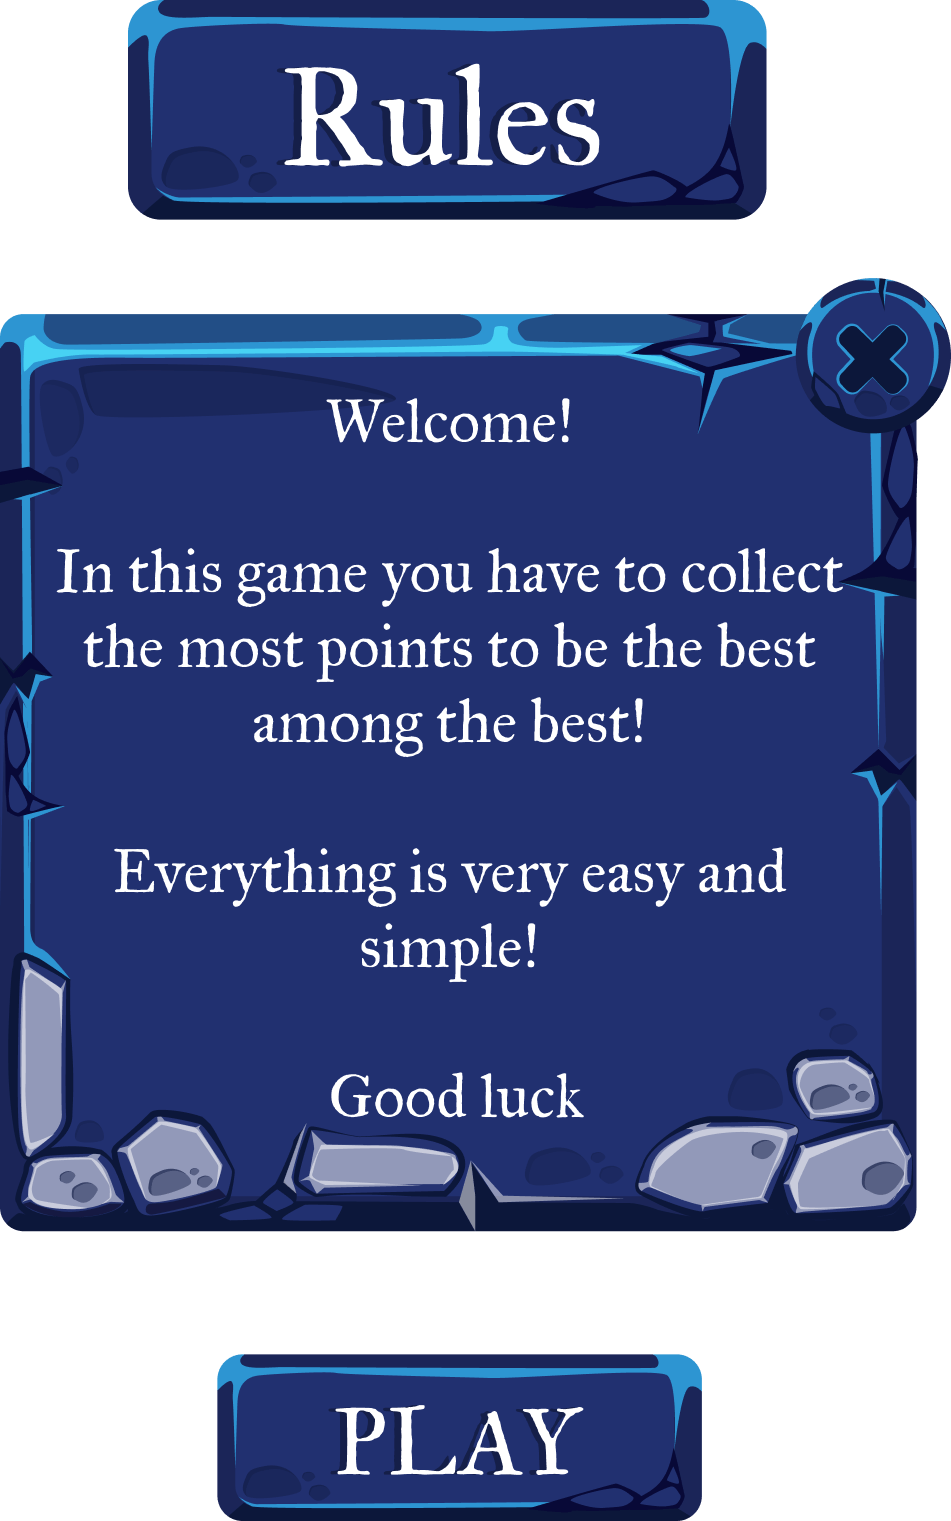 Rules
Welcome!
In this game you have to collect
the most points to be the best
among the best!
Everything is very easy and
simple!
Good luck
PLAY